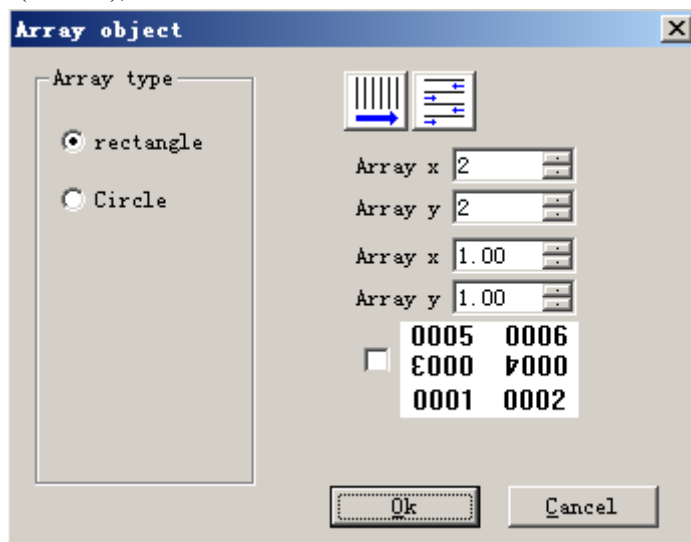 Array object
Array type
rectangle
Circle
Array x 2
Array y 2
Array x 1.00
Array y 1.00
0005 0006
0003 0004
0001 0002
Ok
Cancel